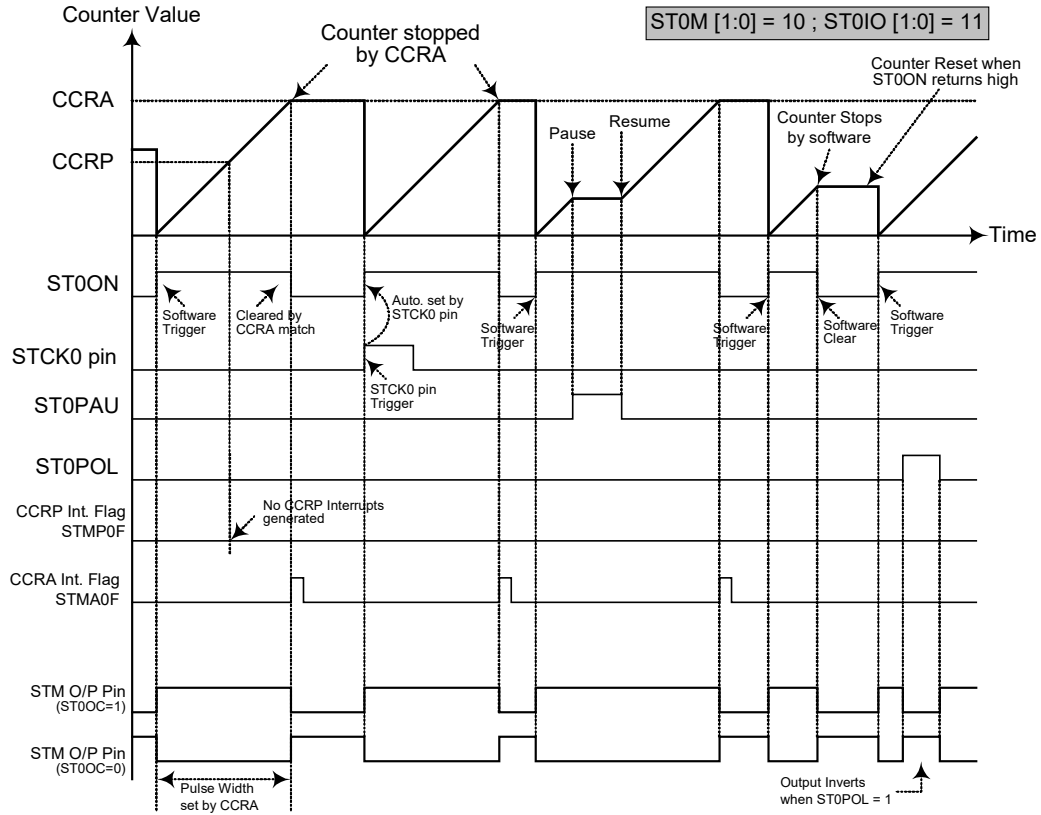 Counter Value
ST0M [1:0] = 10 ; ST0IO [1:0] = 11
Counter stopped
by CCRA
Counter Reset when
ST0ON returns high
CCRA
Pause
Resume
Counter Stops
by software
CCRP
Time
ST0ON
Software
Trigger
Cleared by
CCRA match
Auto. set by
STCK0 pin
Software
Trigger
Software
Trigger
Software
Clear
Software
Trigger
STCK0 pin
STCK0 pin
Trigger
ST0PAU
ST0POL
CCRP Int. Flag
STMP0F
No CCRP Interrupts
generated
CCRA Int. Flag
STMA0F
STM O/P Pin
(ST0OC=1)
STM O/P Pin
(ST0OC=0)
Pulse Width
set by CCRA
Output Inverts
when ST0POL = 1